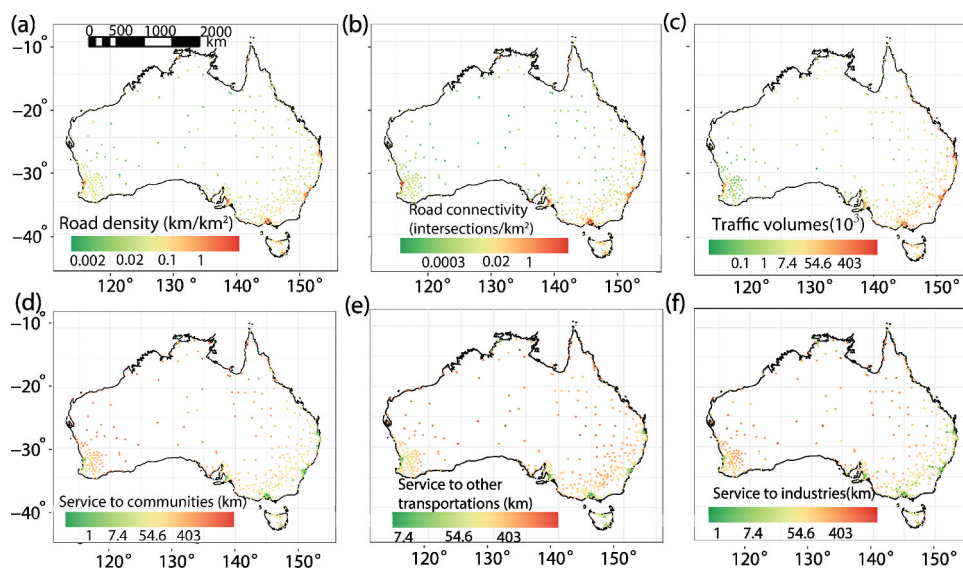 (a)
0 500 1000 2000
km
−10°
−20°
−30°
−40°
Road density (km/km²)
0.002 0.02 0.1 1
120° 130° 140° 150°
(b)
Road connectivity
(intersections/km²)
0.0003 0.02 1
120° 130° 140° 150°
(c)
Traffic volumes(10³)
0.1 1 7.4 54.6 403
120° 130° 140° 150°
(d)
−10°
−20°
−30°
−40°
Service to communities (km)
1 7.4 54.6 403
120° 130° 140° 150°
(e)
Service to other
transportations (km)
7.4 54.6 403
120° 130° 140° 150°
(f)
Service to industries(km)
1 7.4 54.6 403
120° 130° 140° 150°